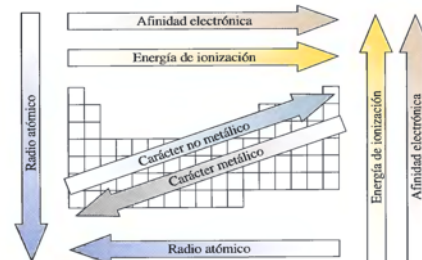 Afinidad electrónica
Energía de ionización
Radio atómico
Carácter no metálico
Carácter metálico
Energía de ionización
Afinidad electrónica
Radio atómico